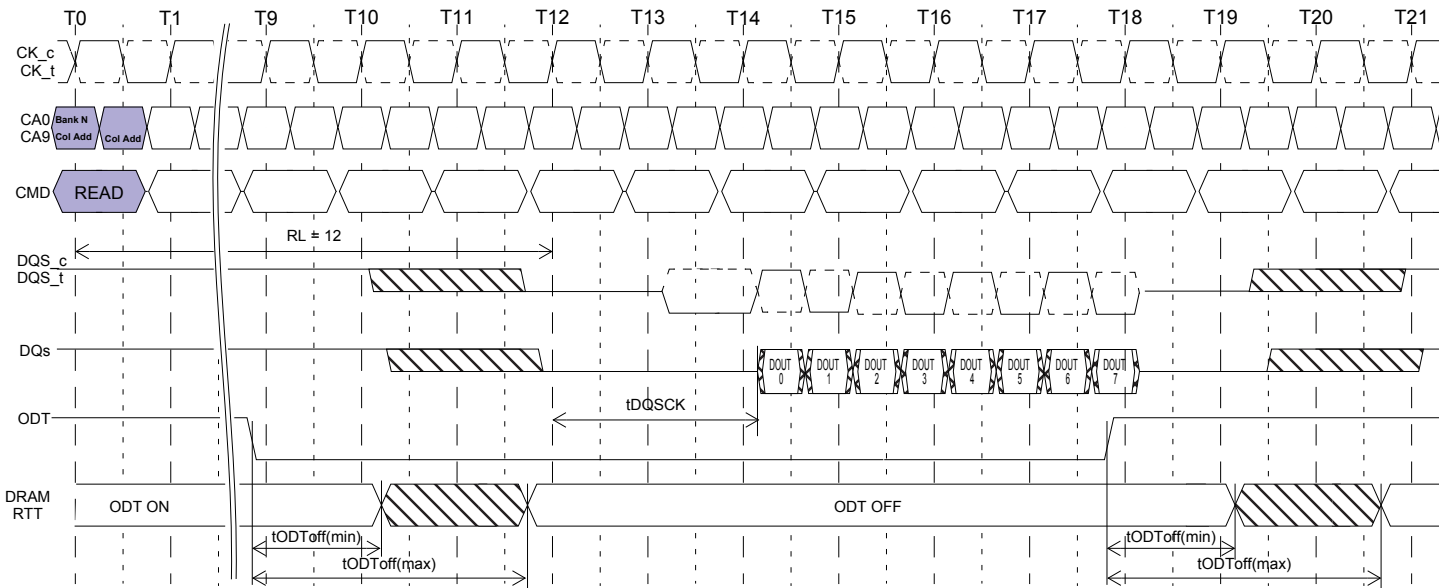 T0 T1 T9 T10 T11 T12 T13 T14 T15 T16 T17 T18 T19 T20 T21
CK_c
CK_t
CA0
CA9
Bank N
Col Add
Col Add
CMD
READ
RL = 12
DQS_c
DQS_t
DQs
DOUT 0
DOUT 1
DOUT 2
DOUT 3
DOUT 4
DOUT 5
DOUT 6
DOUT 7
tDQSCK
ODT
DRAM
RTT
ODT ON
ODT OFF
tODToff(min)
tODToff(min)
tODToff(max)
tODToff(max)